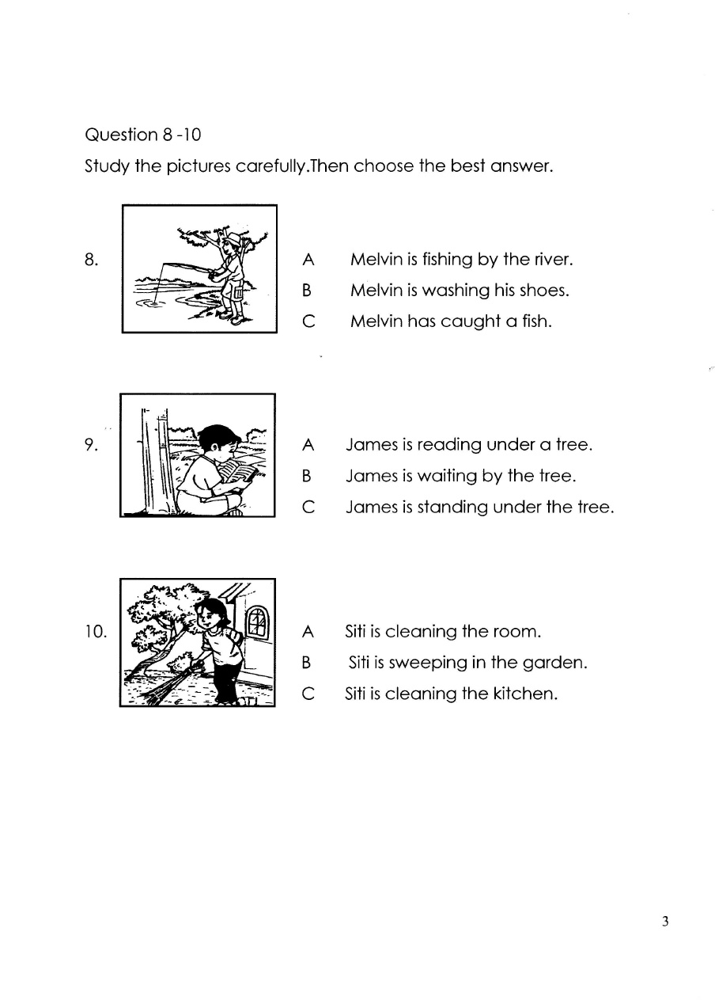 Question 8 -10
Study the pictures carefully.Then choose the best answer.
8.
A Melvin is fishing by the river.
B Melvin is washing his shoes.
C Melvin has caught a fish.
9.
A James is reading under a tree.
B James is waiting by the tree.
C James is standing under the tree.
10.
A Siti is cleaning the room.
B Siti is sweeping in the garden.
C Siti is cleaning the kitchen.
3